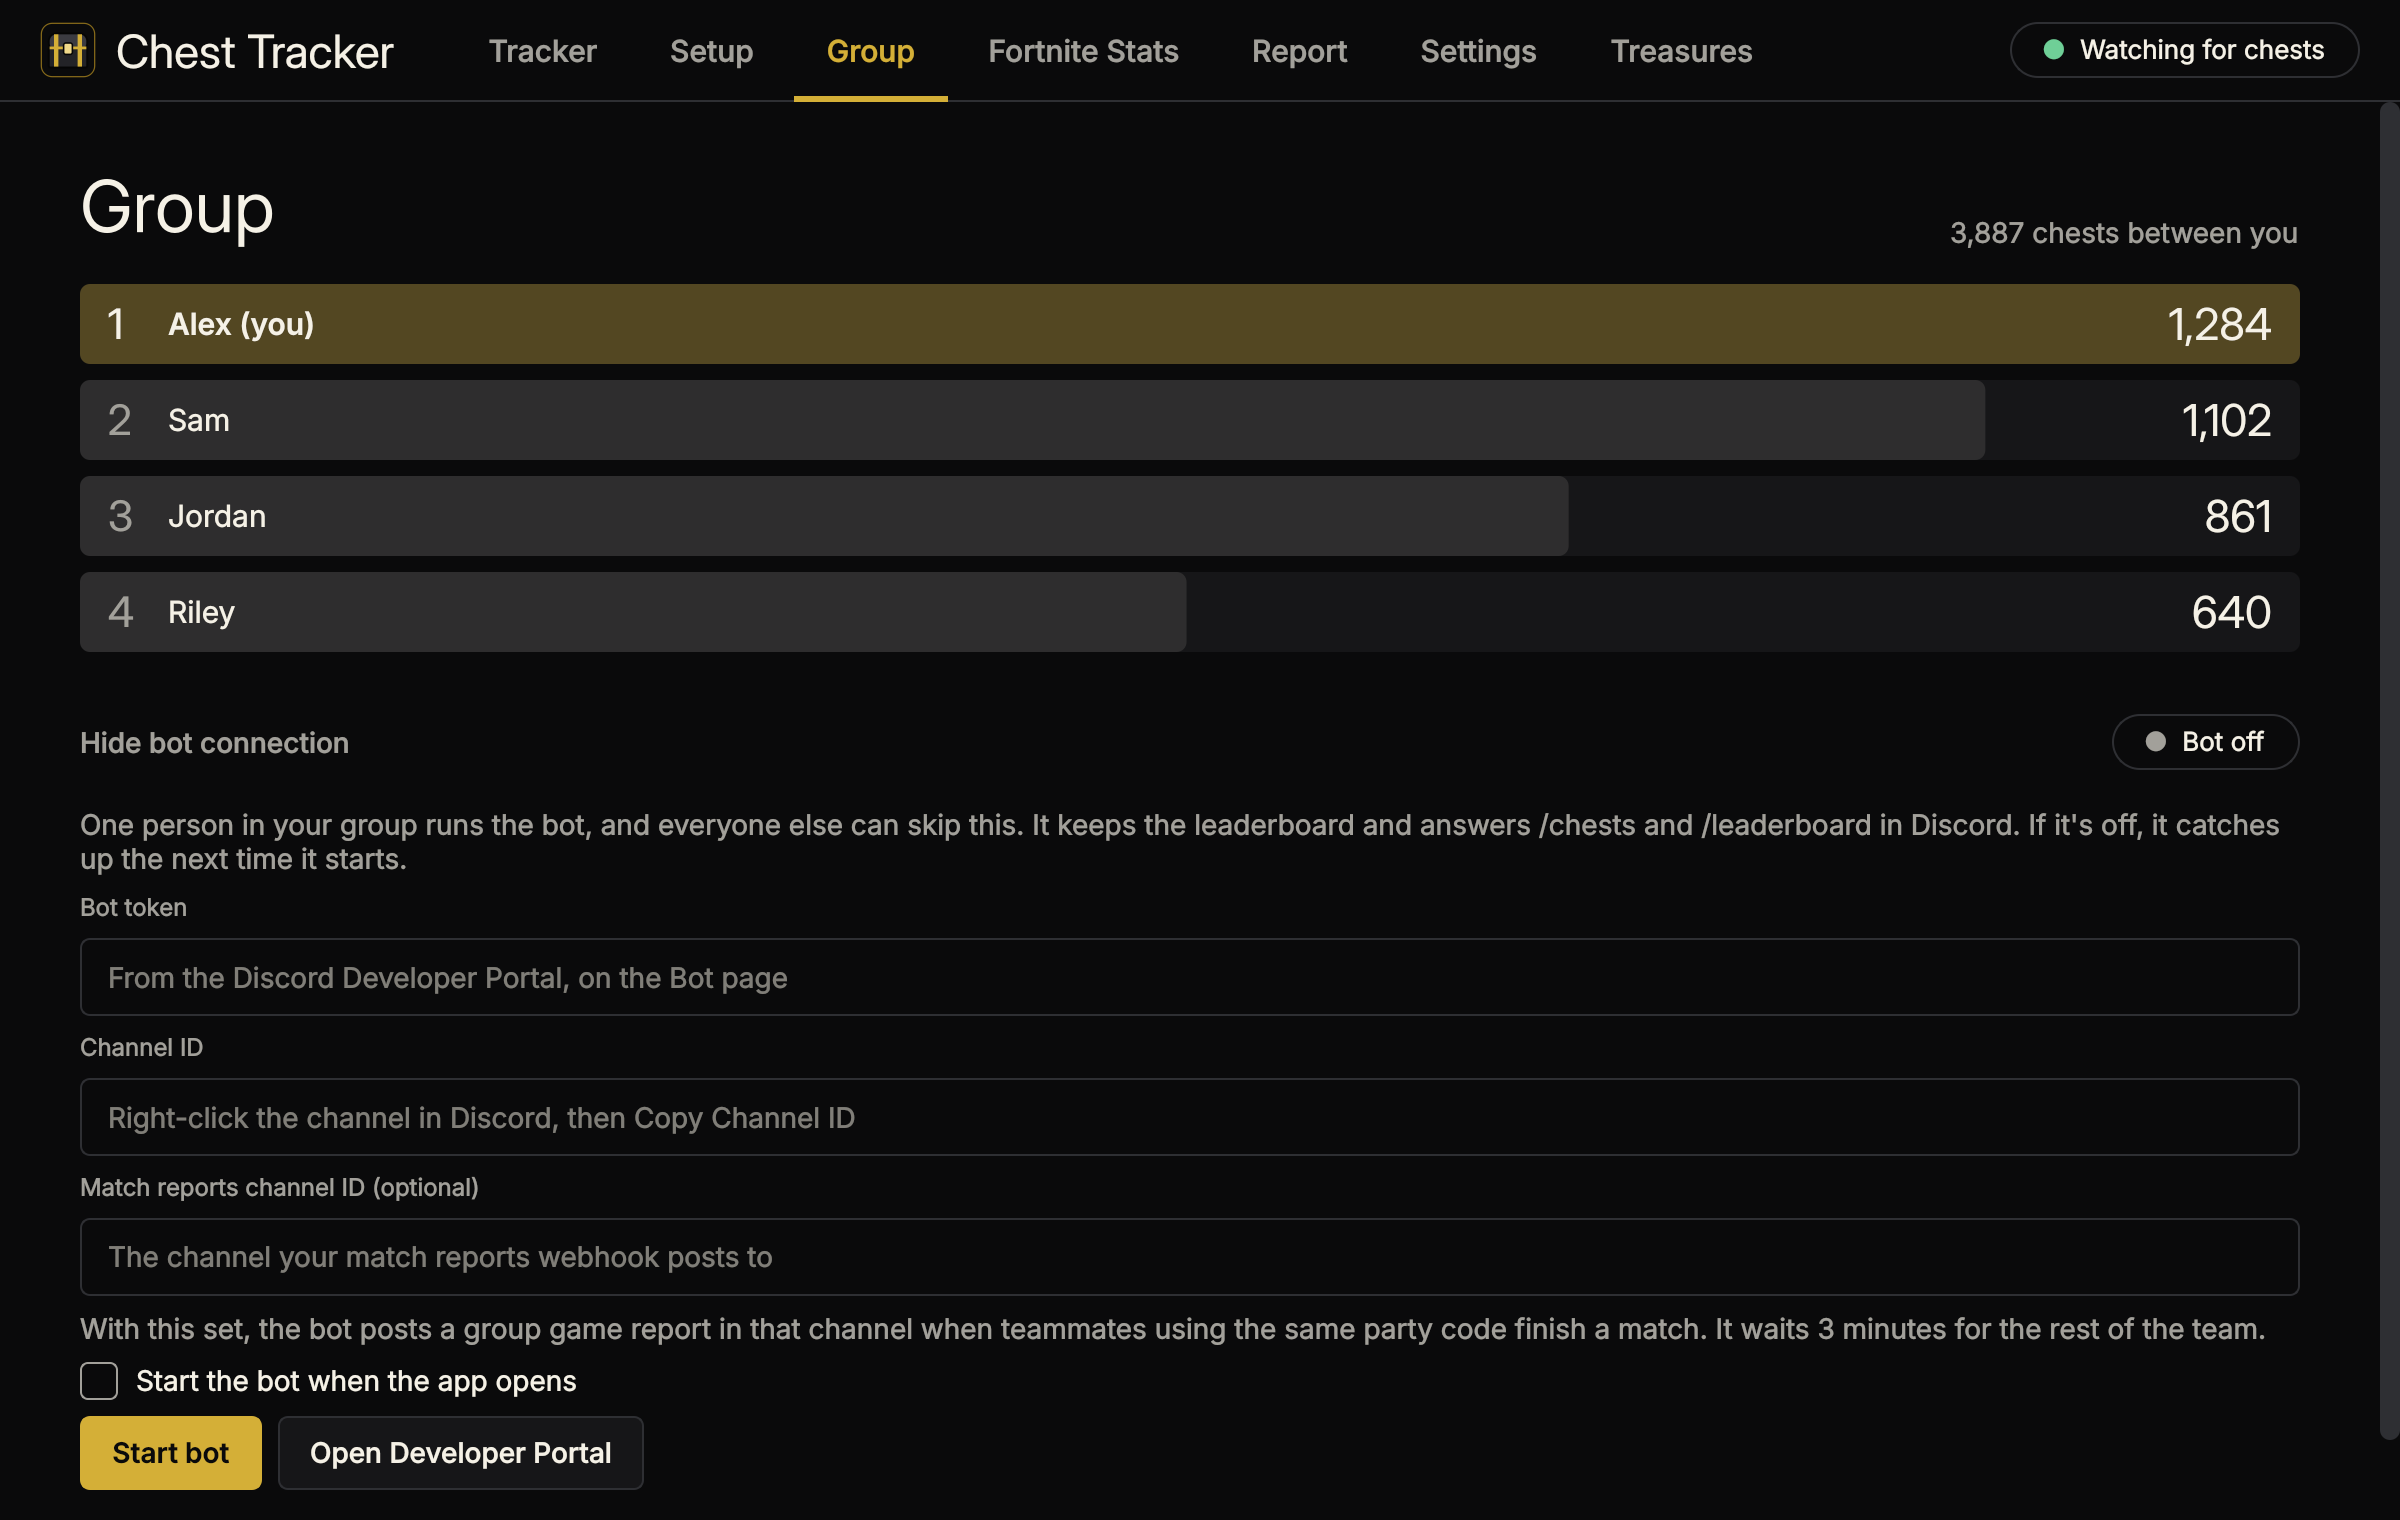 Chest Tracker
Tracker
Setup
Group
Fortnite Stats
Report
Settings
Treasures
Watching for chests
Group
3,887 chests between you
1 Alex (you) 1,284
2 Sam 1,102
3 Jordan 861
4 Riley 640
Hide bot connection
Bot off
One person in your group runs the bot, and everyone else can skip this. It keeps the leaderboard and answers /chests and /leaderboard in Discord. If it's off, it catches
up the next time it starts.
Bot token
From the Discord Developer Portal, on the Bot page
Channel ID
Right-click the channel in Discord, then Copy Channel ID
Match reports channel ID (optional)
The channel your match reports webhook posts to
With this set, the bot posts a group game report in that channel when teammates using the same party code finish a match. It waits 3 minutes for the rest of the team.
Start the bot when the app opens
Start bot
Open Developer Portal